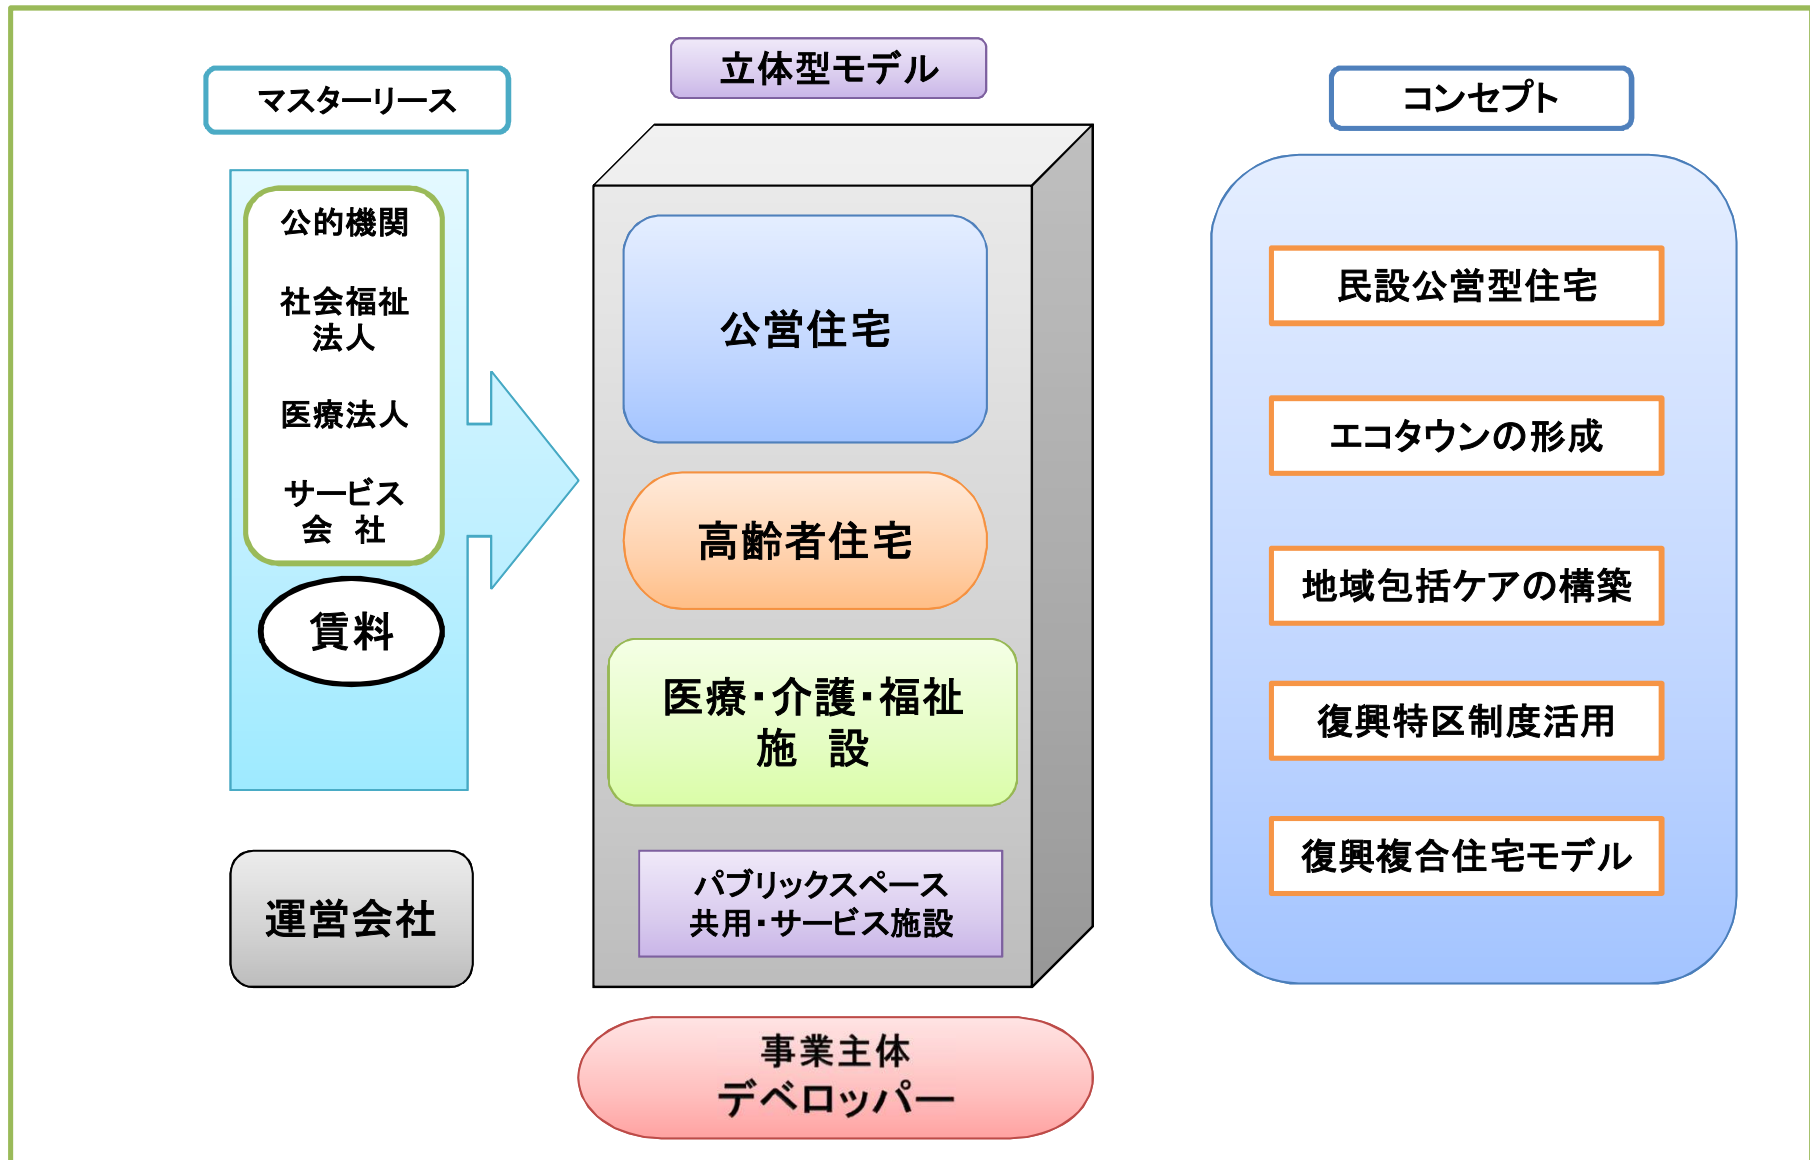 マスターリース
公的機関
社会福祉
法人
医療法人
サービス
会　社
賃料
運営会社
立体型モデル
公営住宅
高齢者住宅
医療・介護・福祉
施　設
パブリックスペース
共用・サービス施設
事業主体
デベロッパー
コンセプト
民設公営型住宅
エコタウンの形成
地域包括ケアの構築
復興特区制度活用
復興複合住宅モデル